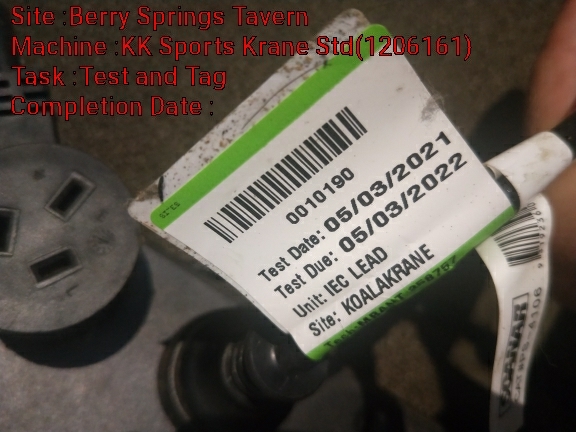 Site :Berry Springs Tavern
Machine :KK Sports Krane Std(1206161)
Task :Test and Tag
Completion Date :
0010190
Test Date: 05/03/2021
Test Due: 05/03/2022
Unit: IEC LEAD
Site: KOALAKRANE